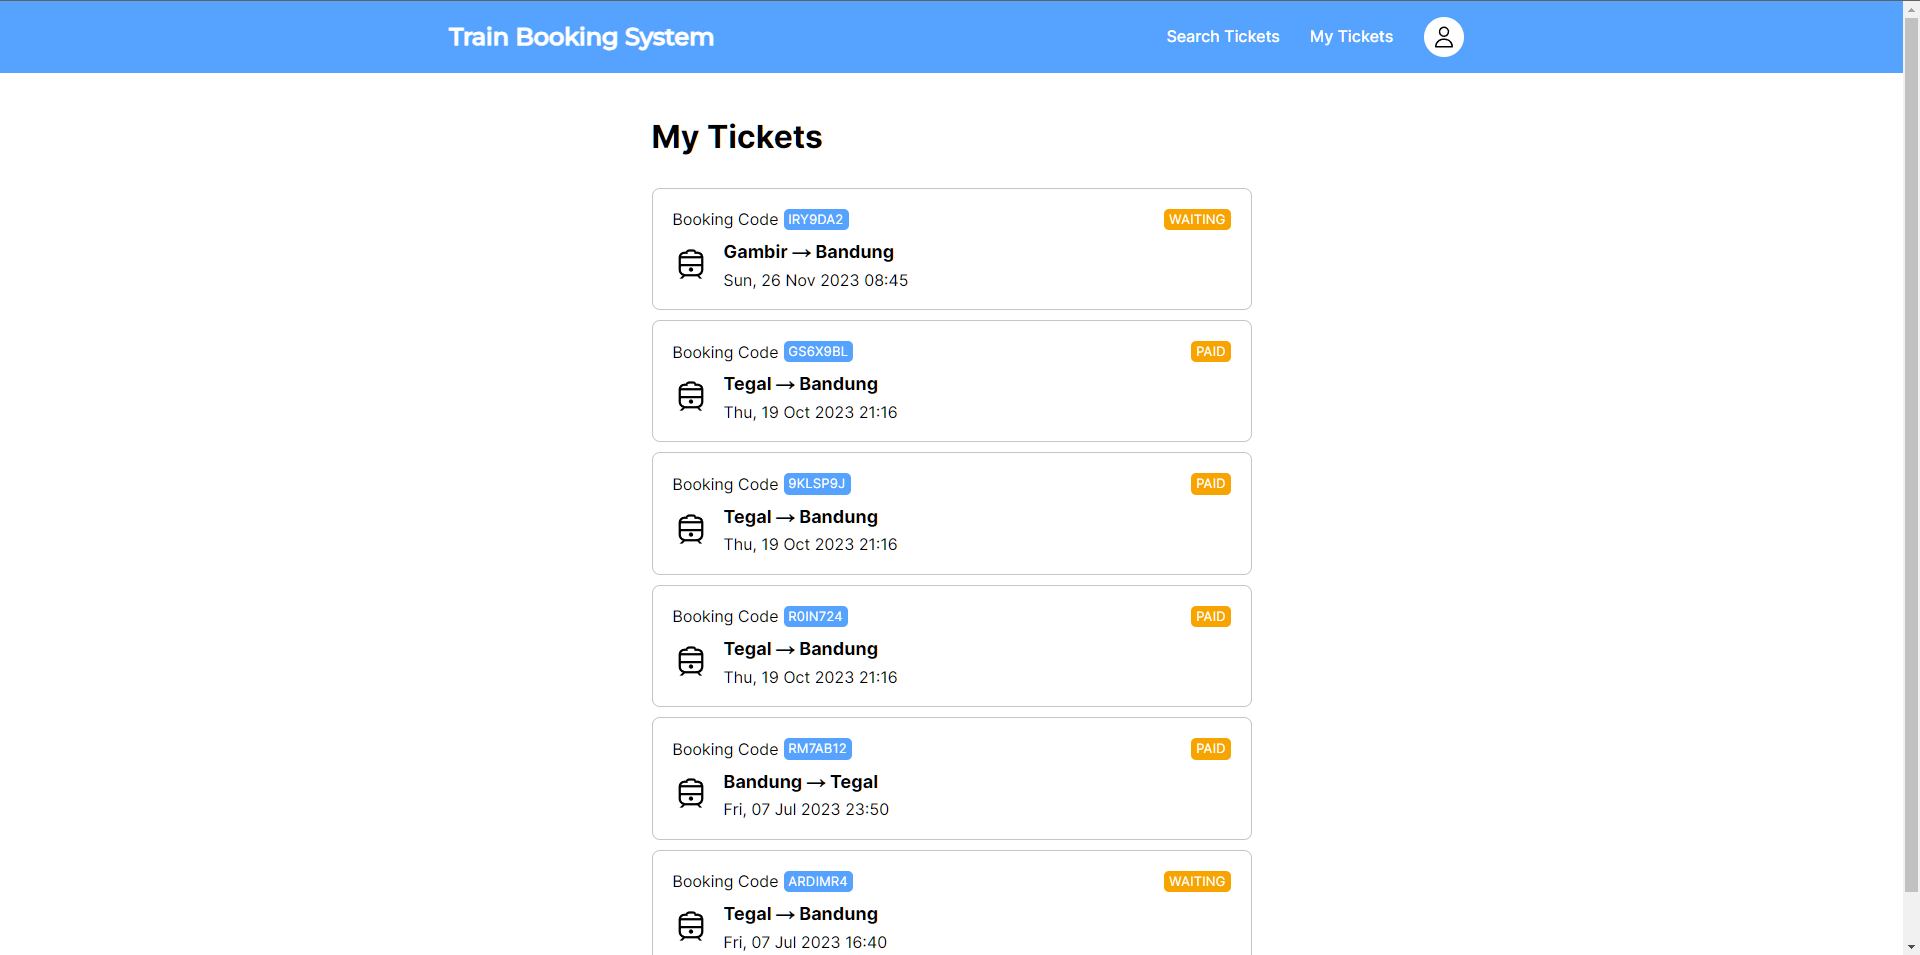 Train Booking System
Search Tickets
My Tickets
My Tickets
Booking Code IRY9DA2
WAITING
Gambir → Bandung
Sun, 26 Nov 2023 08:45
Booking Code GS6X9BL
PAID
Tegal → Bandung
Thu, 19 Oct 2023 21:16
Booking Code 9KLSP9J
PAID
Tegal → Bandung
Thu, 19 Oct 2023 21:16
Booking Code R0IN724
PAID
Tegal → Bandung
Thu, 19 Oct 2023 21:16
Booking Code RM7AB12
PAID
Bandung → Tegal
Fri, 07 Jul 2023 23:50
Booking Code ARDIMR4
WAITING
Tegal → Bandung
Fri, 07 Jul 2023 16:40